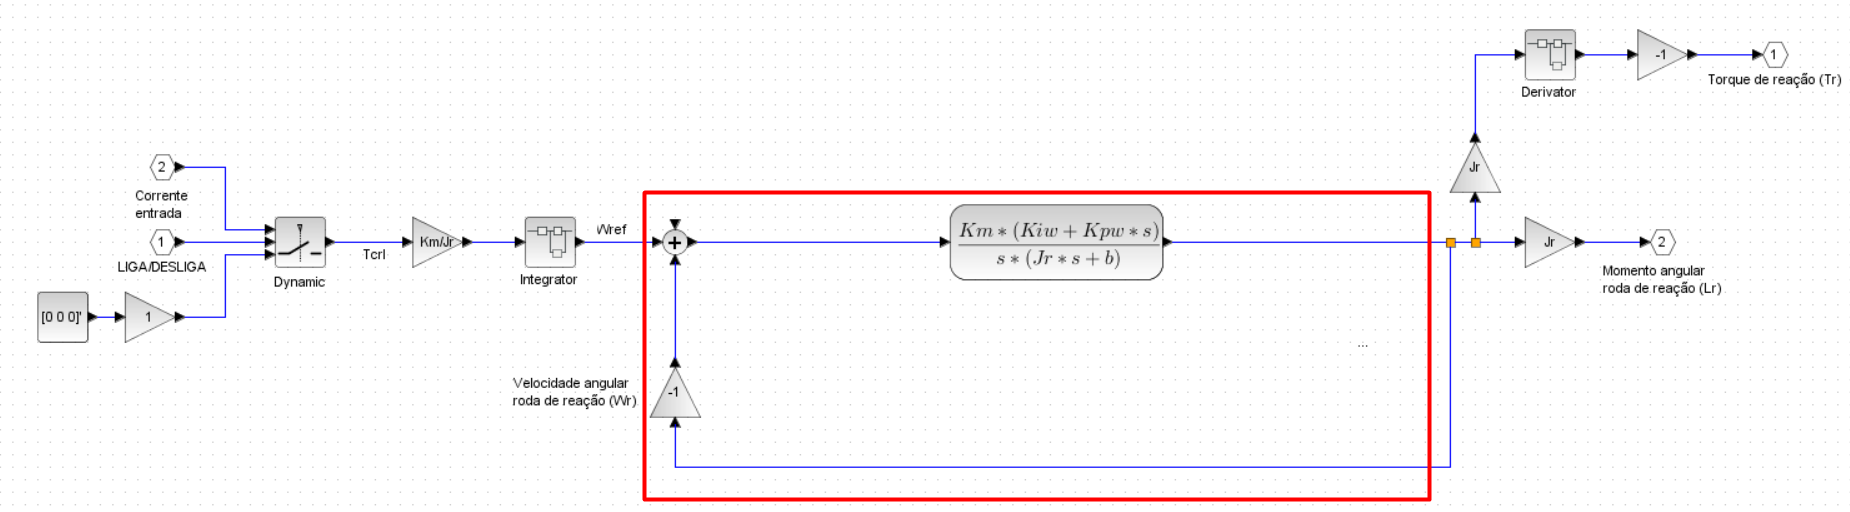 Derivator
-1
1
Torque de reação (Tr)
2
Corrente
entrada
Jr
1
LIGA/DESLIGA
Dynamic
Tcrl
Km/Jr
Integrator
Wref
+
Km * (Kiw + Kpw * s)
s * (Jr * s + b)
Jr
2
Momento angular
roda de reação (Lr)
[0 0 0]'
1
...
Velocidade angular
roda de reação (Wr)
-1